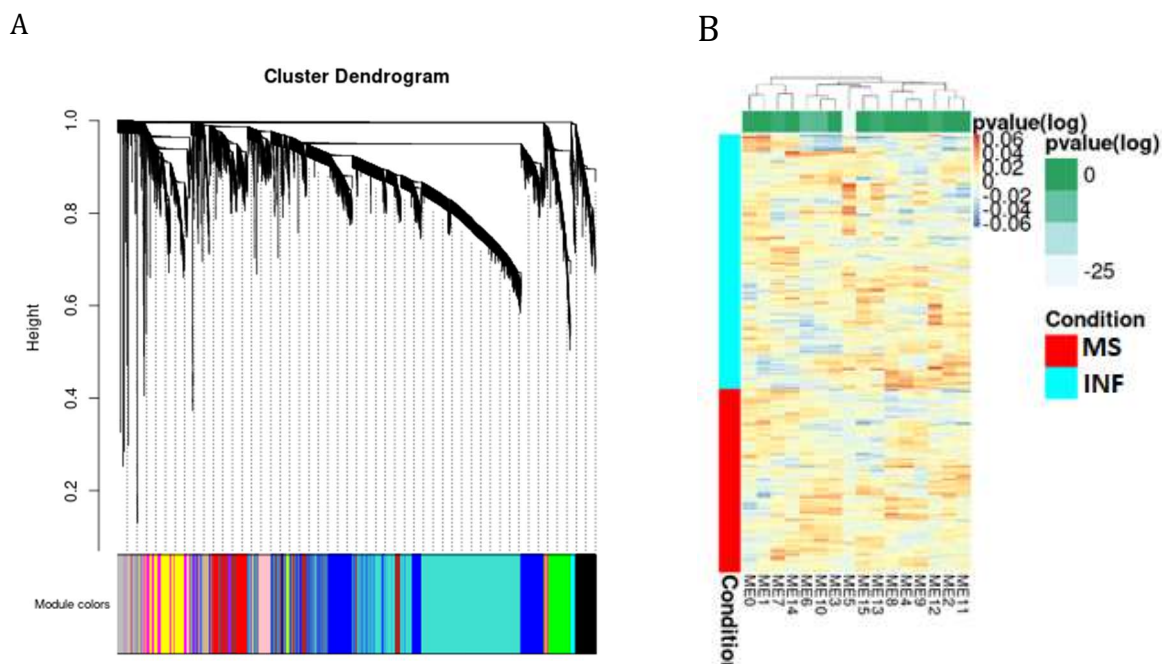 A
B
Cluster Dendrogram
Height
1.0
0.8
0.6
0.4
0.2
Module colors
pvalue(log)
0.06
0.04
0.02
0
-0.02
-0.04
-0.06
pvalue(log)
0
-25
Condition
MS
INF
Condition
ME0
ME1
ME7
ME14
ME6
ME10
ME3
ME5
ME15
ME13
ME8
ME4
ME9
ME12
ME2
ME11